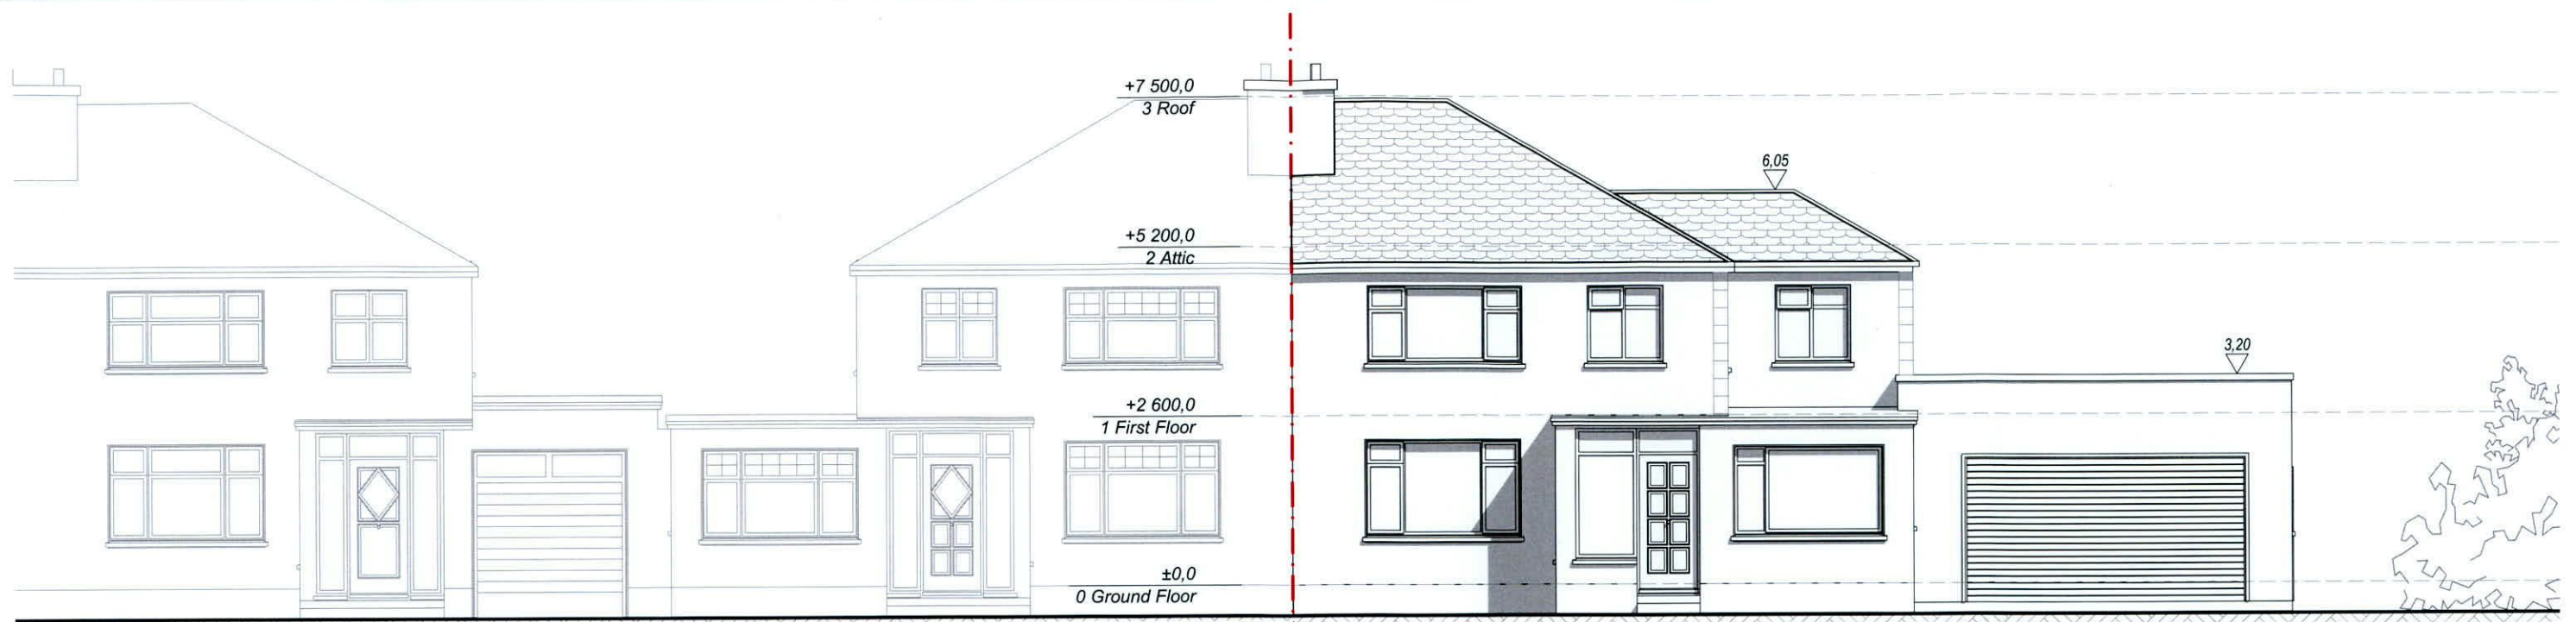 +7 500,0
3 Roof
6,05
+5 200,0
2 Attic
3,20
+2 600,0
1 First Floor
±0,0
0 Ground Floor